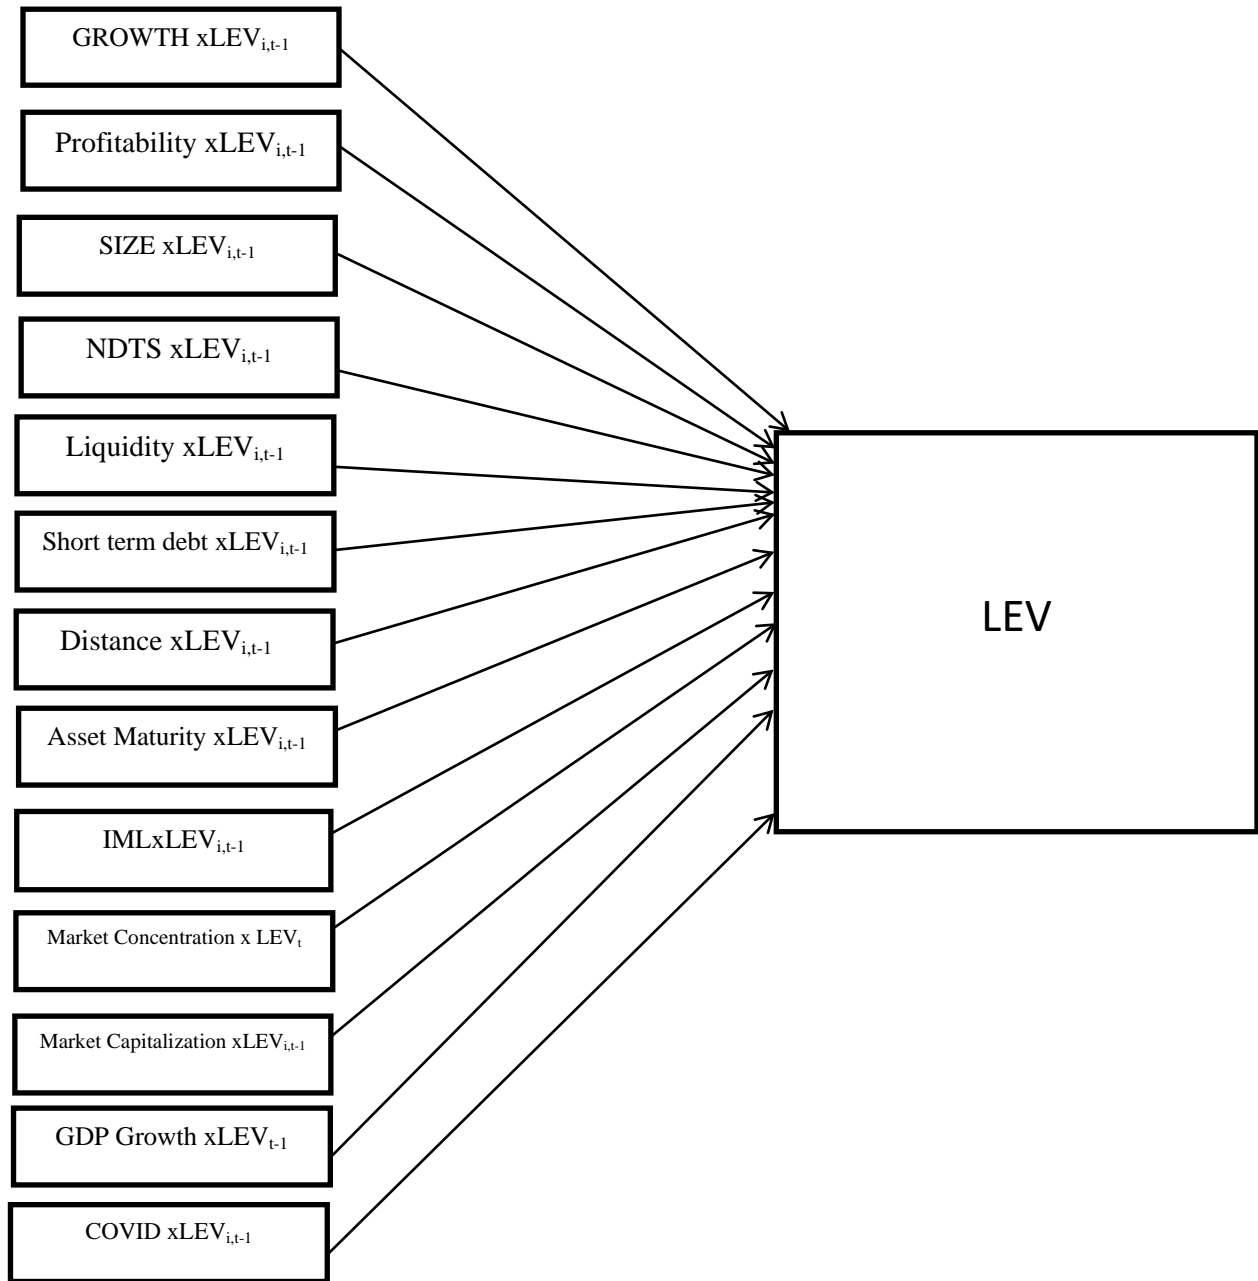 GROWTH xLEVi,t-1
Profitability xLEVi,t-1
SIZE xLEVi,t-1
NDTS xLEVi,t-1
Liquidity xLEVi,t-1
Short term debt xLEVi,t-1
Distance xLEVi,t-1
Asset Maturity xLEVi,t-1
IMLxLEVi,t-1
Market Concentration x LEVt
Market Capitalization xLEVi,t-1
GDP Growth xLEVt-1
COVID xLEVi,t-1
LEV